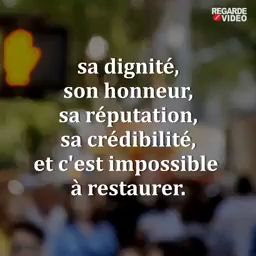 REGARDE
VIDEO
sa dignité,
son honneur,
sa réputation,
sa crédibilité,
et c'est impossible
à restaurer.